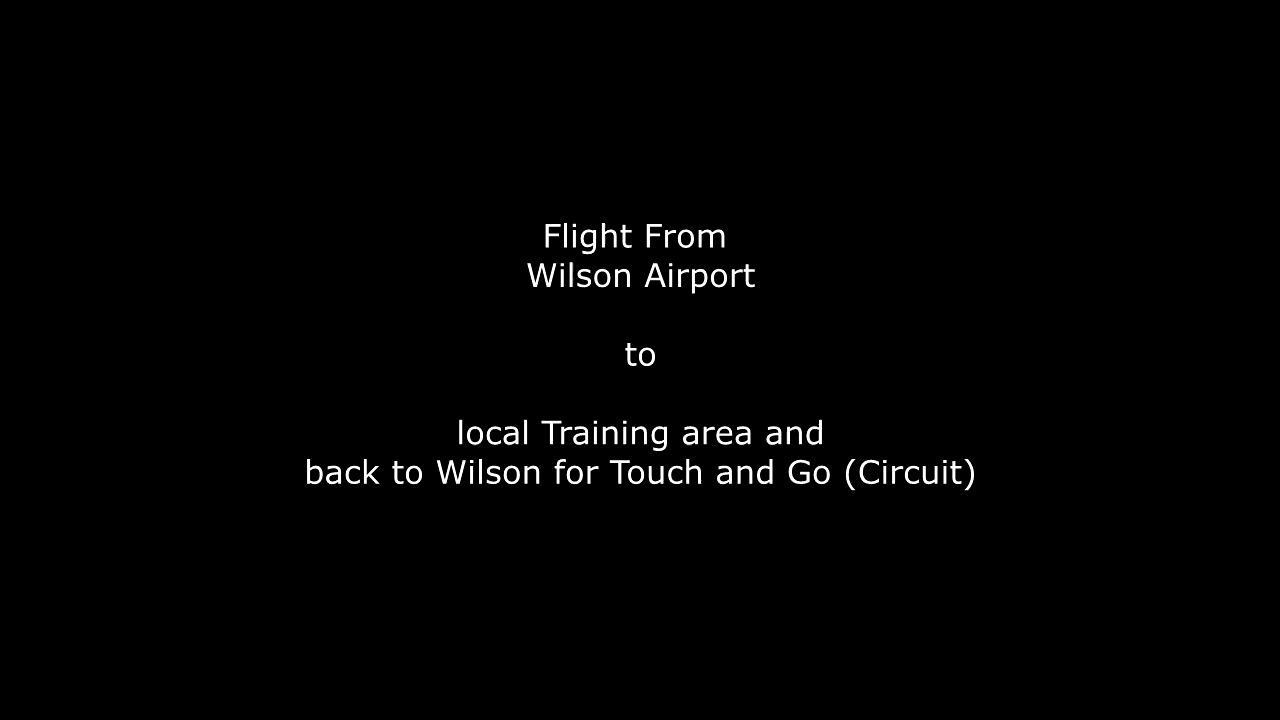 Flight From
Wilson Airport
to
local Training area and
back to Wilson for Touch and Go (Circuit)